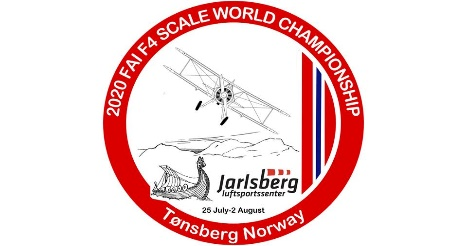 2020 FAI F4 SCALE WORLD CHAMPIONSHIP
Jarlsberg
luftsportssenter
25 July-2 August
Tønsberg Norway